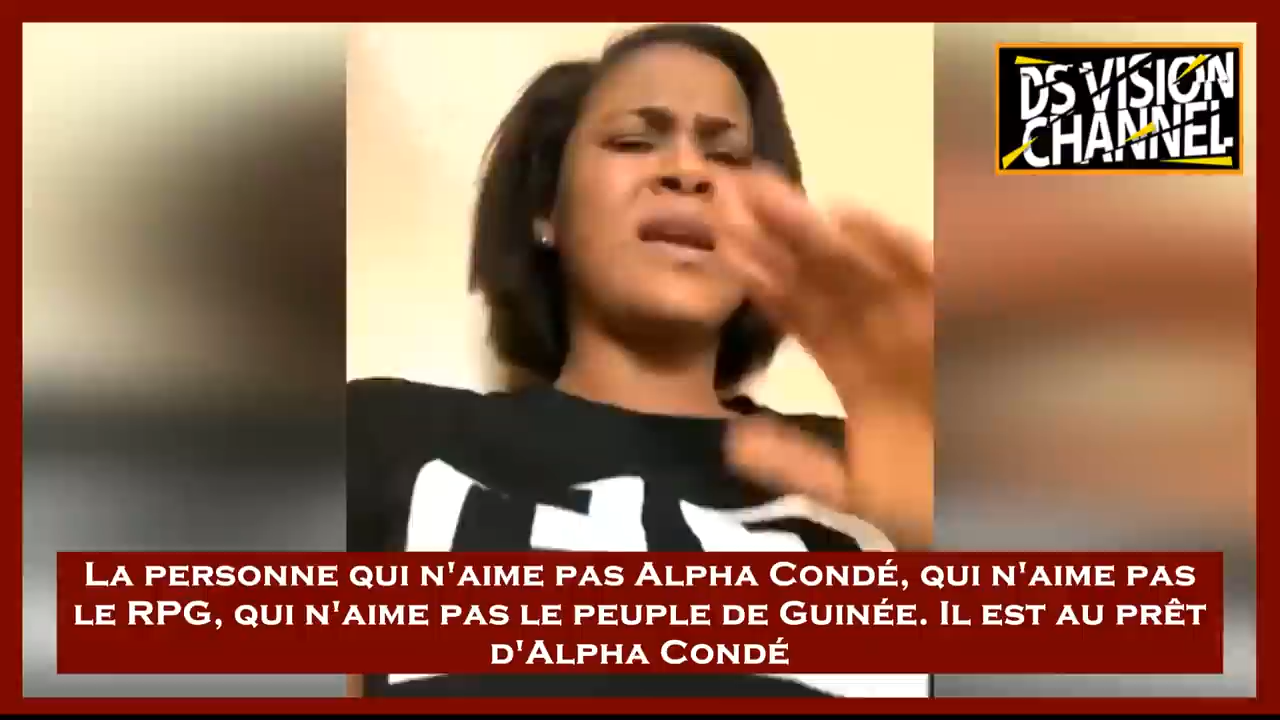 DS VISION
CHANNEL
La personne qui n'aime pas Alpha Condé, qui n'aime pas
le RPG, qui n'aime pas le peuple de Guinée. Il est au prêt
d'Alpha Condé